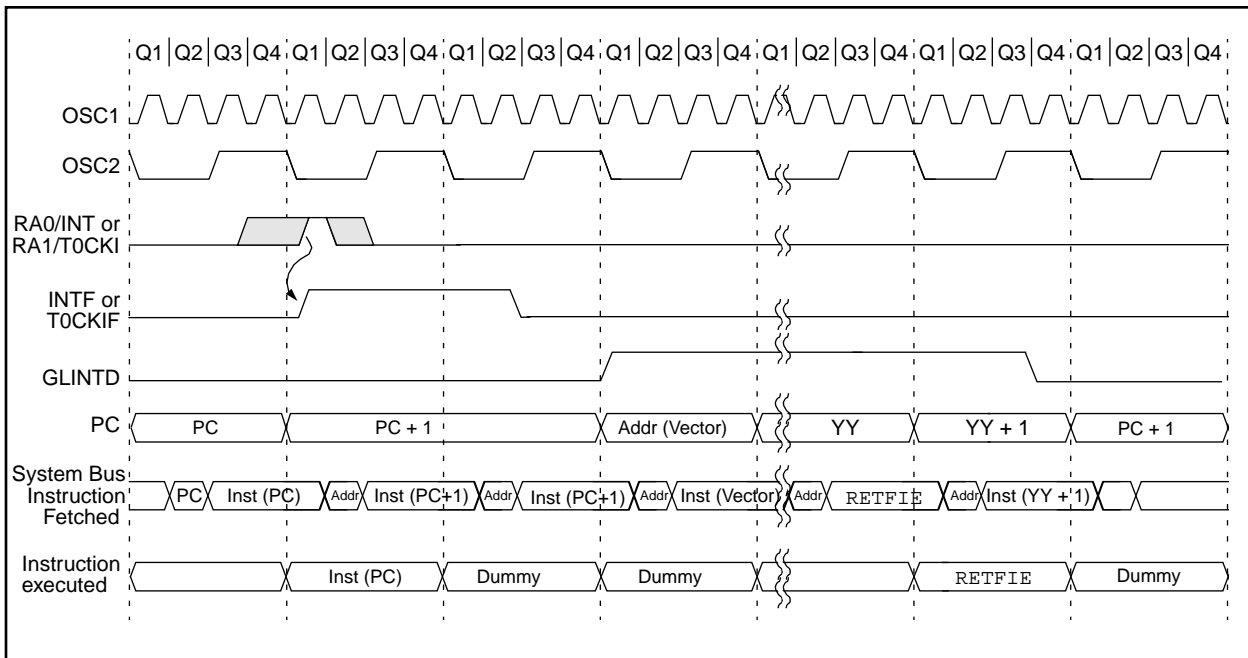 Q1 Q2 Q3 Q4 Q1 Q2 Q3 Q4 Q1 Q2 Q3 Q4 Q1 Q2 Q3 Q4 Q1 Q2 Q3 Q4 Q1 Q2 Q3 Q4 Q1 Q2 Q3 Q4
OSC1
OSC2
RA0/INT or
RA1/T0CKI
INTF or
T0CKIF
GLINTD
PC PC PC + 1 Addr (Vector) YY YY + 1 PC + 1
System Bus
Instruction
Fetched
PC Inst (PC) Addr Inst (PC+1) Addr Inst (PC+1) Addr Inst (Vector) Addr RETFIE Addr Inst (YY + 1)
Instruction
executed
Inst (PC) Dummy Dummy RETFIE Dummy